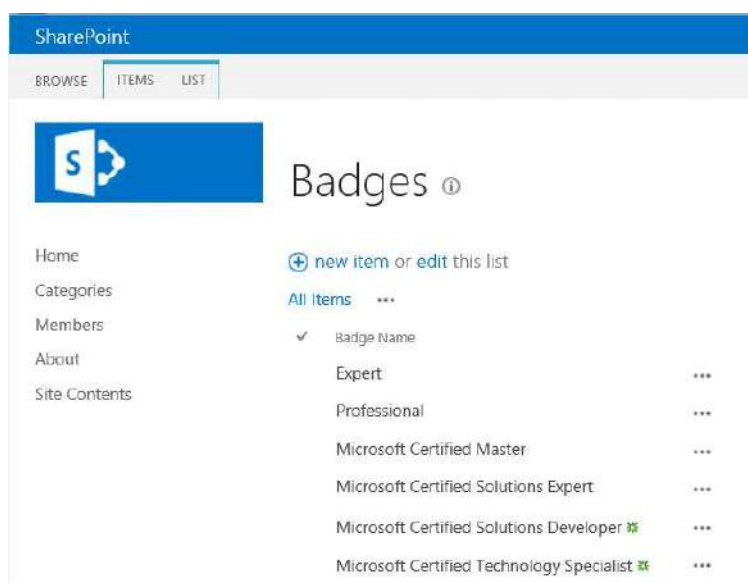 SharePoint
BROWSE ITEMS LIST
S
Badges
Home
Categories
Members
About
Site Contents
new item or edit this list
All Items ...
Badge Name
Expert ...
Professional ...
Microsoft Certified Master ...
Microsoft Certified Solutions Expert ...
Microsoft Certified Solutions Developer ...
Microsoft Certified Technology Specialist ...